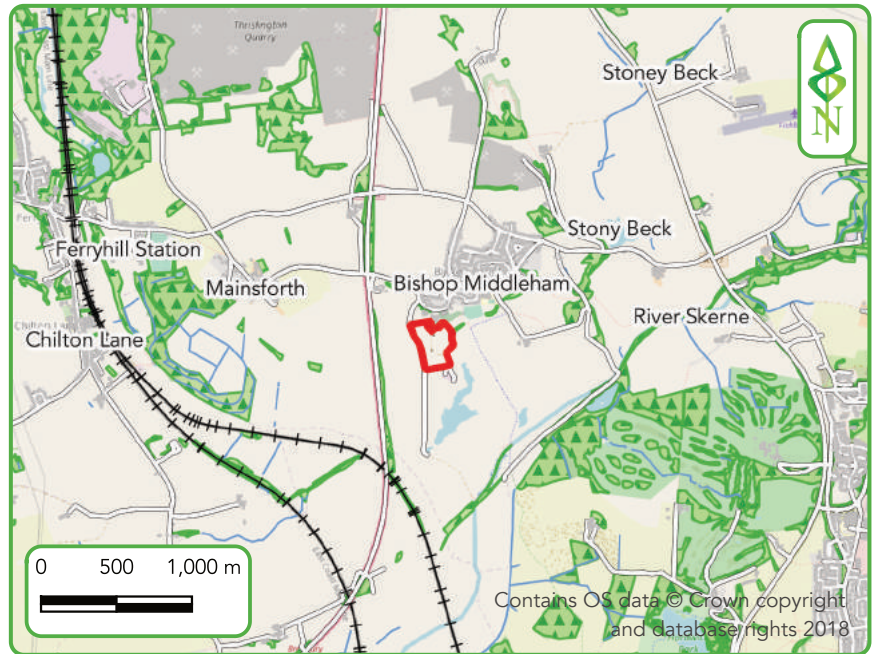 Thrislington
Quarry
Stoney Beck
N
Stony Beck
Ferryhill Station
Mainsforth
Bishop Middleham
River Skerne
Chilton Lane
0 500 1,000 m
Contains OS data © Crown copyright
and database rights 2018